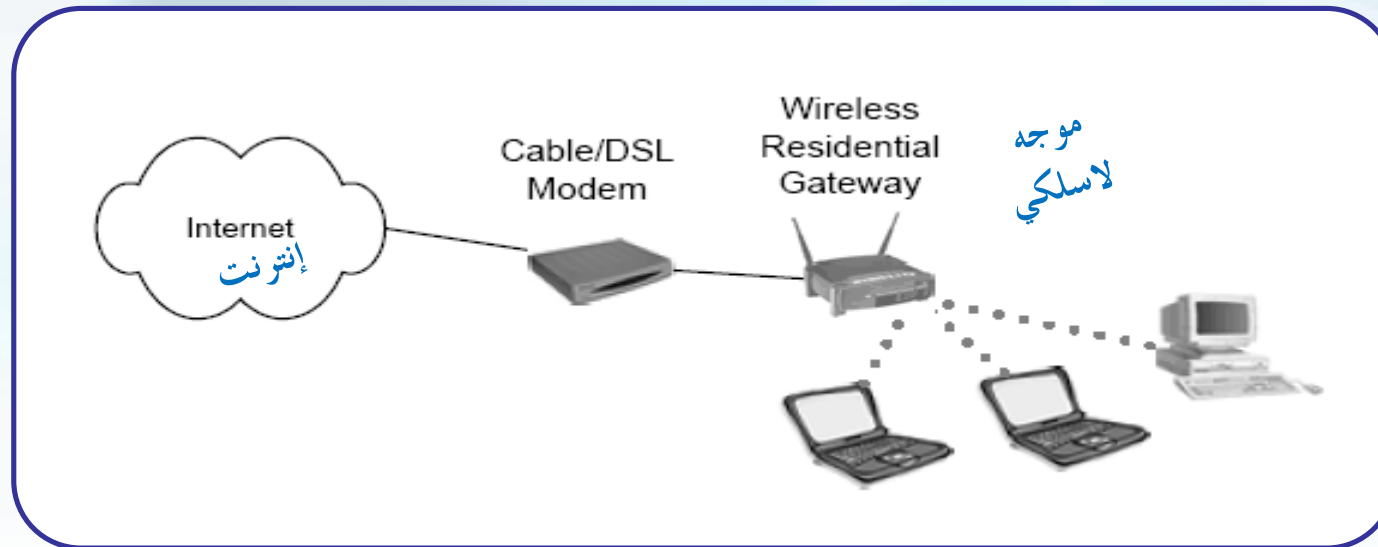 Wireless
Residential
Gateway
موجه
لاسلكي
Cable/DSL
Modem
Internet
إنترنت